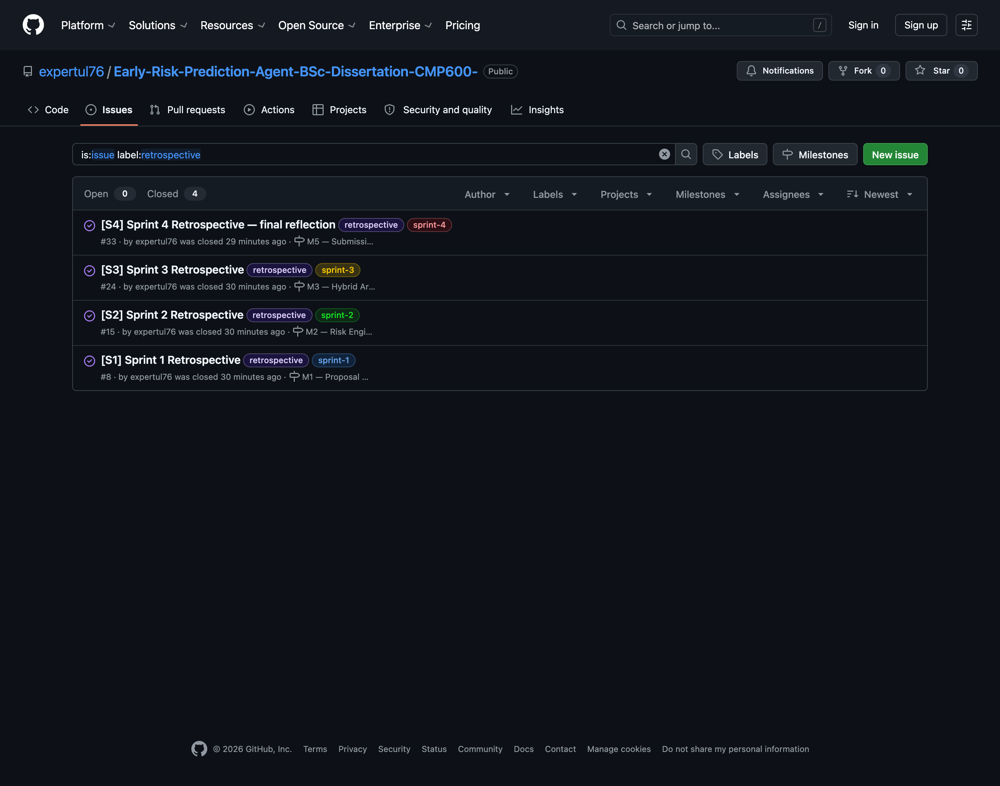 Platform Solutions Resources Open Source Enterprise Pricing Search or jump to... / Sign in Sign up
expertul76 / Early-Risk-Prediction-Agent-BSc-Dissertation-CMP600- Public Notifications Fork 0 Star 0
Code Issues Pull requests Actions Projects Security and quality Insights
is:issue label:retrospective Labels Milestones New issue
Open 0 Closed 4 Author Labels Projects Milestones Assignees Newest
[S4] Sprint 4 Retrospective — final reflection retrospective sprint-4
#33 · by expertul76 was closed 29 minutes ago · M5 — Submissi...
[S3] Sprint 3 Retrospective retrospective sprint-3
#24 · by expertul76 was closed 30 minutes ago · M3 — Hybrid Ar...
[S2] Sprint 2 Retrospective retrospective sprint-2
#15 · by expertul76 was closed 30 minutes ago · M2 — Risk Engi...
[S1] Sprint 1 Retrospective retrospective sprint-1
#8 · by expertul76 was closed 30 minutes ago · M1 — Proposal ...
© 2026 GitHub, Inc. Terms Privacy Security Status Community Docs Contact Manage cookies Do not share my personal information